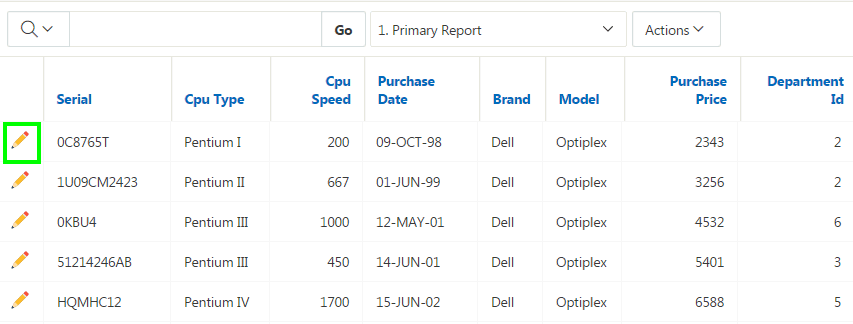 Go 1. Primary Report Actions
Serial Cpu Type Cpu Speed Purchase Date Brand Model Purchase Price Department Id
0C8765T Pentium I 200 09-OCT-98 Dell Optiplex 2343 2
1U09CM2423 Pentium II 667 01-JUN-99 Dell Optiplex 3256 2
0KBU4 Pentium III 1000 12-MAY-01 Dell Optiplex 4532 6
51214246AB Pentium III 450 14-JUN-01 Dell Optiplex 5401 3
HQMHC12 Pentium IV 1700 15-JUN-02 Dell Optiplex 6588 5